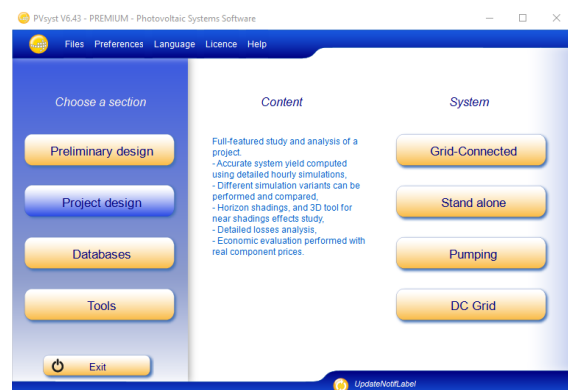 PVsyst V6.43 - PREMIUM - Photovoltaic Systems Software
Files Preferences Language Licence Help
Choose a section
Preliminary design
Project design
Databases
Tools
Exit
Content
Full-featured study and analysis of a
project.
- Accurate system yield computed
using detailed hourly simulations,
- Different simulation variants can be
performed and compared,
- Horizon shadings, and 3D tool for
near shadings effects study,
- Detailed losses analysis,
- Economic evaluation performed with
real component prices.
System
Grid-Connected
Stand alone
Pumping
DC Grid
UpdateNotifLabel